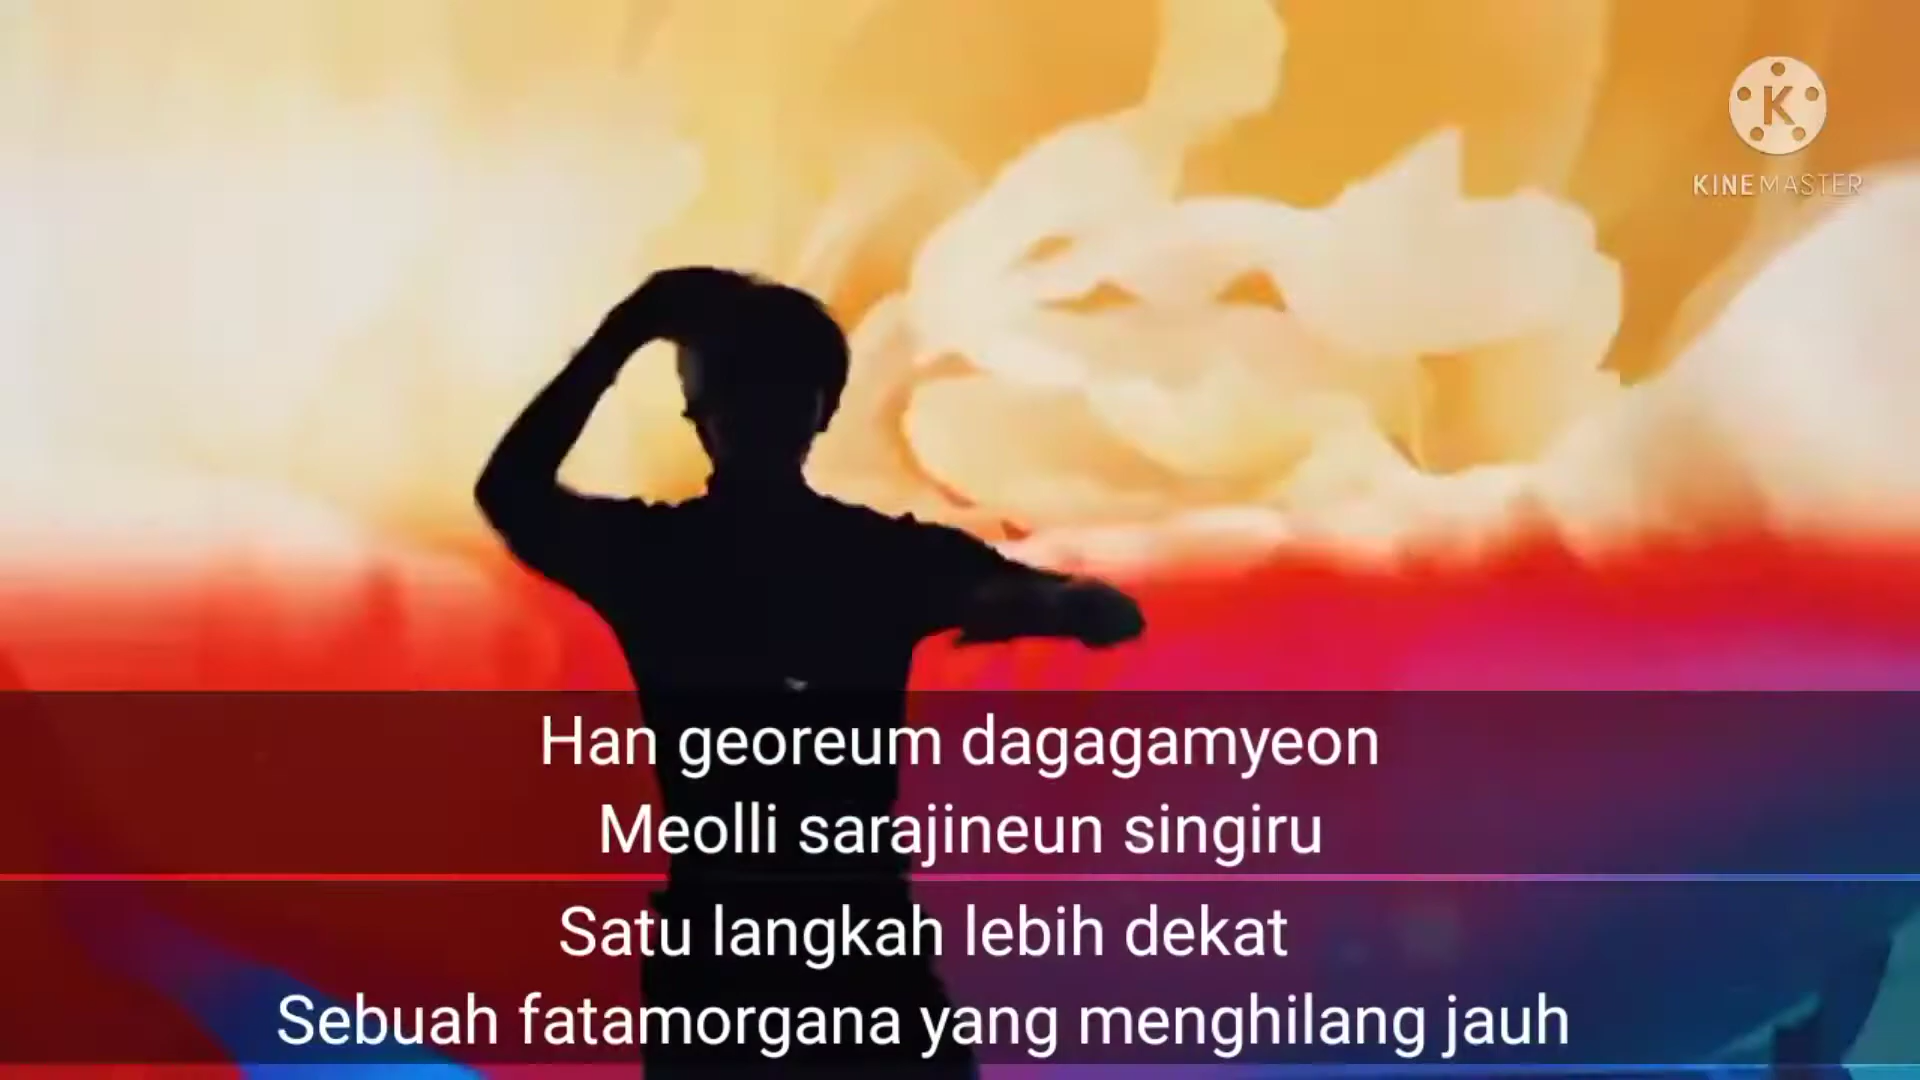 K
KINEMASTER
Han georeum dagagamyeon
Meolli sarajineun singiru
Satu langkah lebih dekat
Sebuah fatamorgana yang menghilang jauh